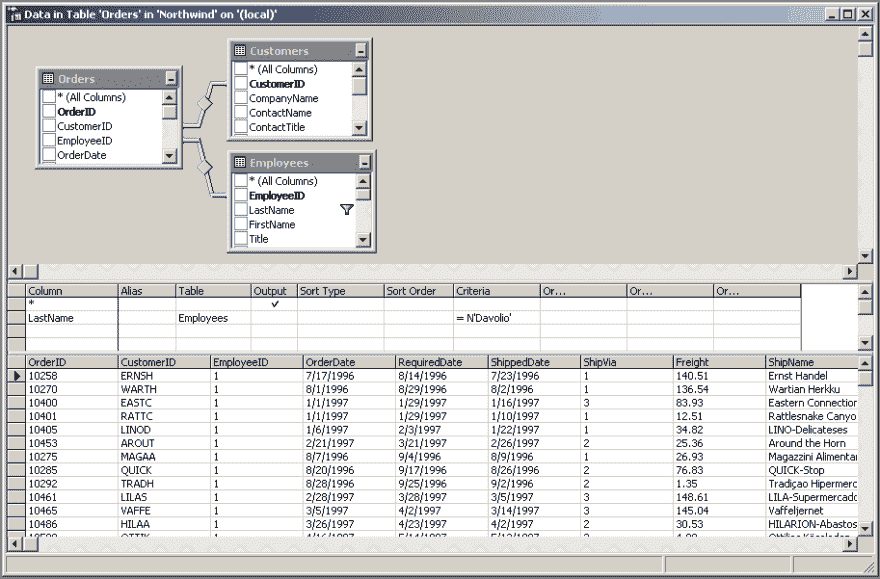 Data in Table 'Orders' in 'Northwind' on '(local)'
Customers
* (All Columns)
CustomerID
CompanyName
ContactName
ContactTitle
Orders
* (All Columns)
OrderID
CustomerID
EmployeeID
OrderDate
Employees
* (All Columns)
EmployeeID
LastName
FirstName
Title
Column Alias Table Output Sort Type Sort Order Criteria Or... Or... Or...
*
LastName Employees = N'Davolio'
OrderID CustomerID EmployeeID OrderDate RequiredDate ShippedDate ShipVia Freight ShipName
10258 ERNSH 1 7/17/1996 8/14/1996 7/23/1996 1 140.51 Ernst Handel
10270 WARTH 1 8/1/1996 8/29/1996 8/2/1996 1 136.54 Wartian Herkku
10400 EASTC 1 1/1/1997 1/29/1997 1/16/1997 3 83.93 Eastern Connection
10401 RATTC 1 1/1/1997 1/29/1997 1/10/1997 1 12.51 Rattlesnake Canyo
10405 LINOD 1 1/6/1997 2/3/1997 1/22/1997 1 34.82 LINO-Delicateses
10453 AROUT 1 2/21/1997 3/21/1997 2/26/1997 2 25.36 Around the Horn
10275 MAGAA 1 8/7/1996 9/4/1996 8/9/1996 1 26.93 Magazzini Alimentar
10285 QUICK 1 8/20/1996 9/17/1996 8/26/1996 2 76.83 QUICK-Stop
10292 TRADH 1 8/28/1996 9/25/1996 9/2/1996 2 1.35 Tradiçao Hipermerc
10461 LILAS 1 2/28/1997 3/28/1997 3/5/1997 3 148.61 LILA-Supermercado
10465 VAFFE 1 3/5/1997 4/2/1997 3/14/1997 3 145.04 Vaffeljernet
10486 HILAA 1 3/26/1997 4/23/1997 4/2/1997 2 30.53 HILARION-Abastos